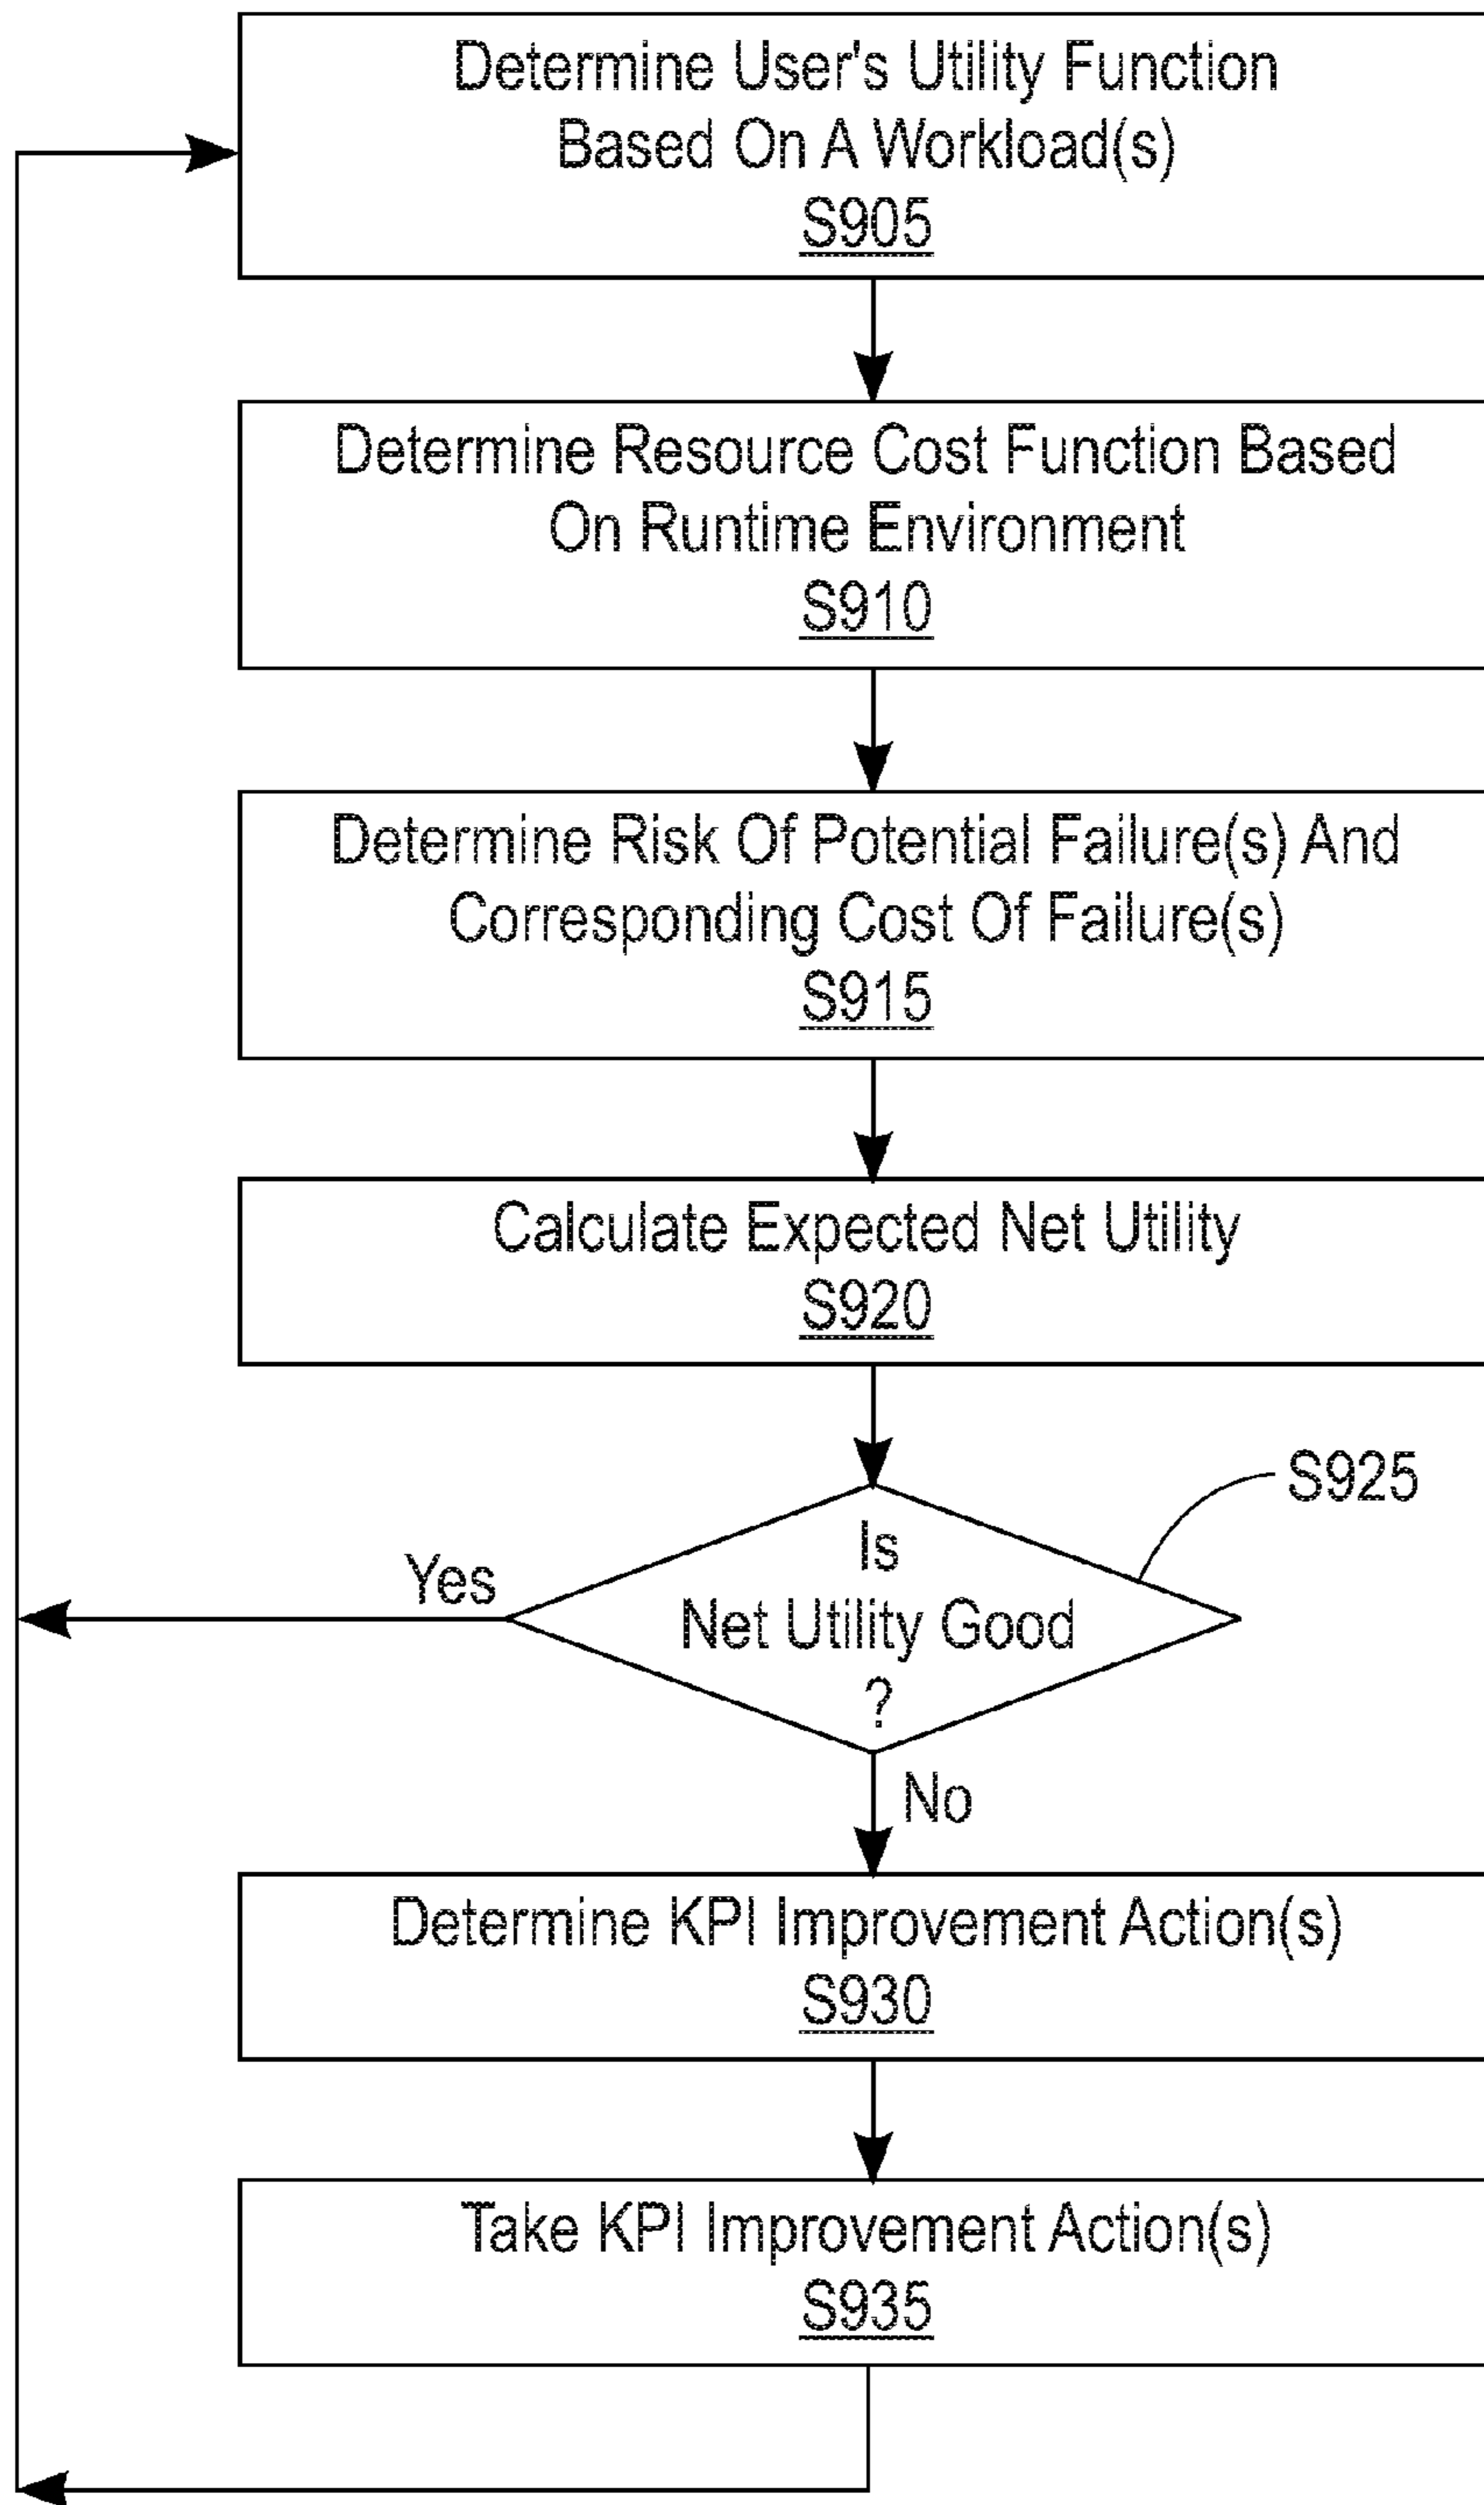 Determine User's Utility Function
Based On A Workload(s)
S905
Determine Resource Cost Function Based
On Runtime Environment
S910
Determine Risk Of Potential Failure(s) And
Corresponding Cost Of Failure(s)
S915
Calculate Expected Net Utility
S920
S925
Is
Net Utility Good
?
Yes
No
Determine KPI Improvement Action(s)
S930
Take KPI Improvement Action(s)
S935